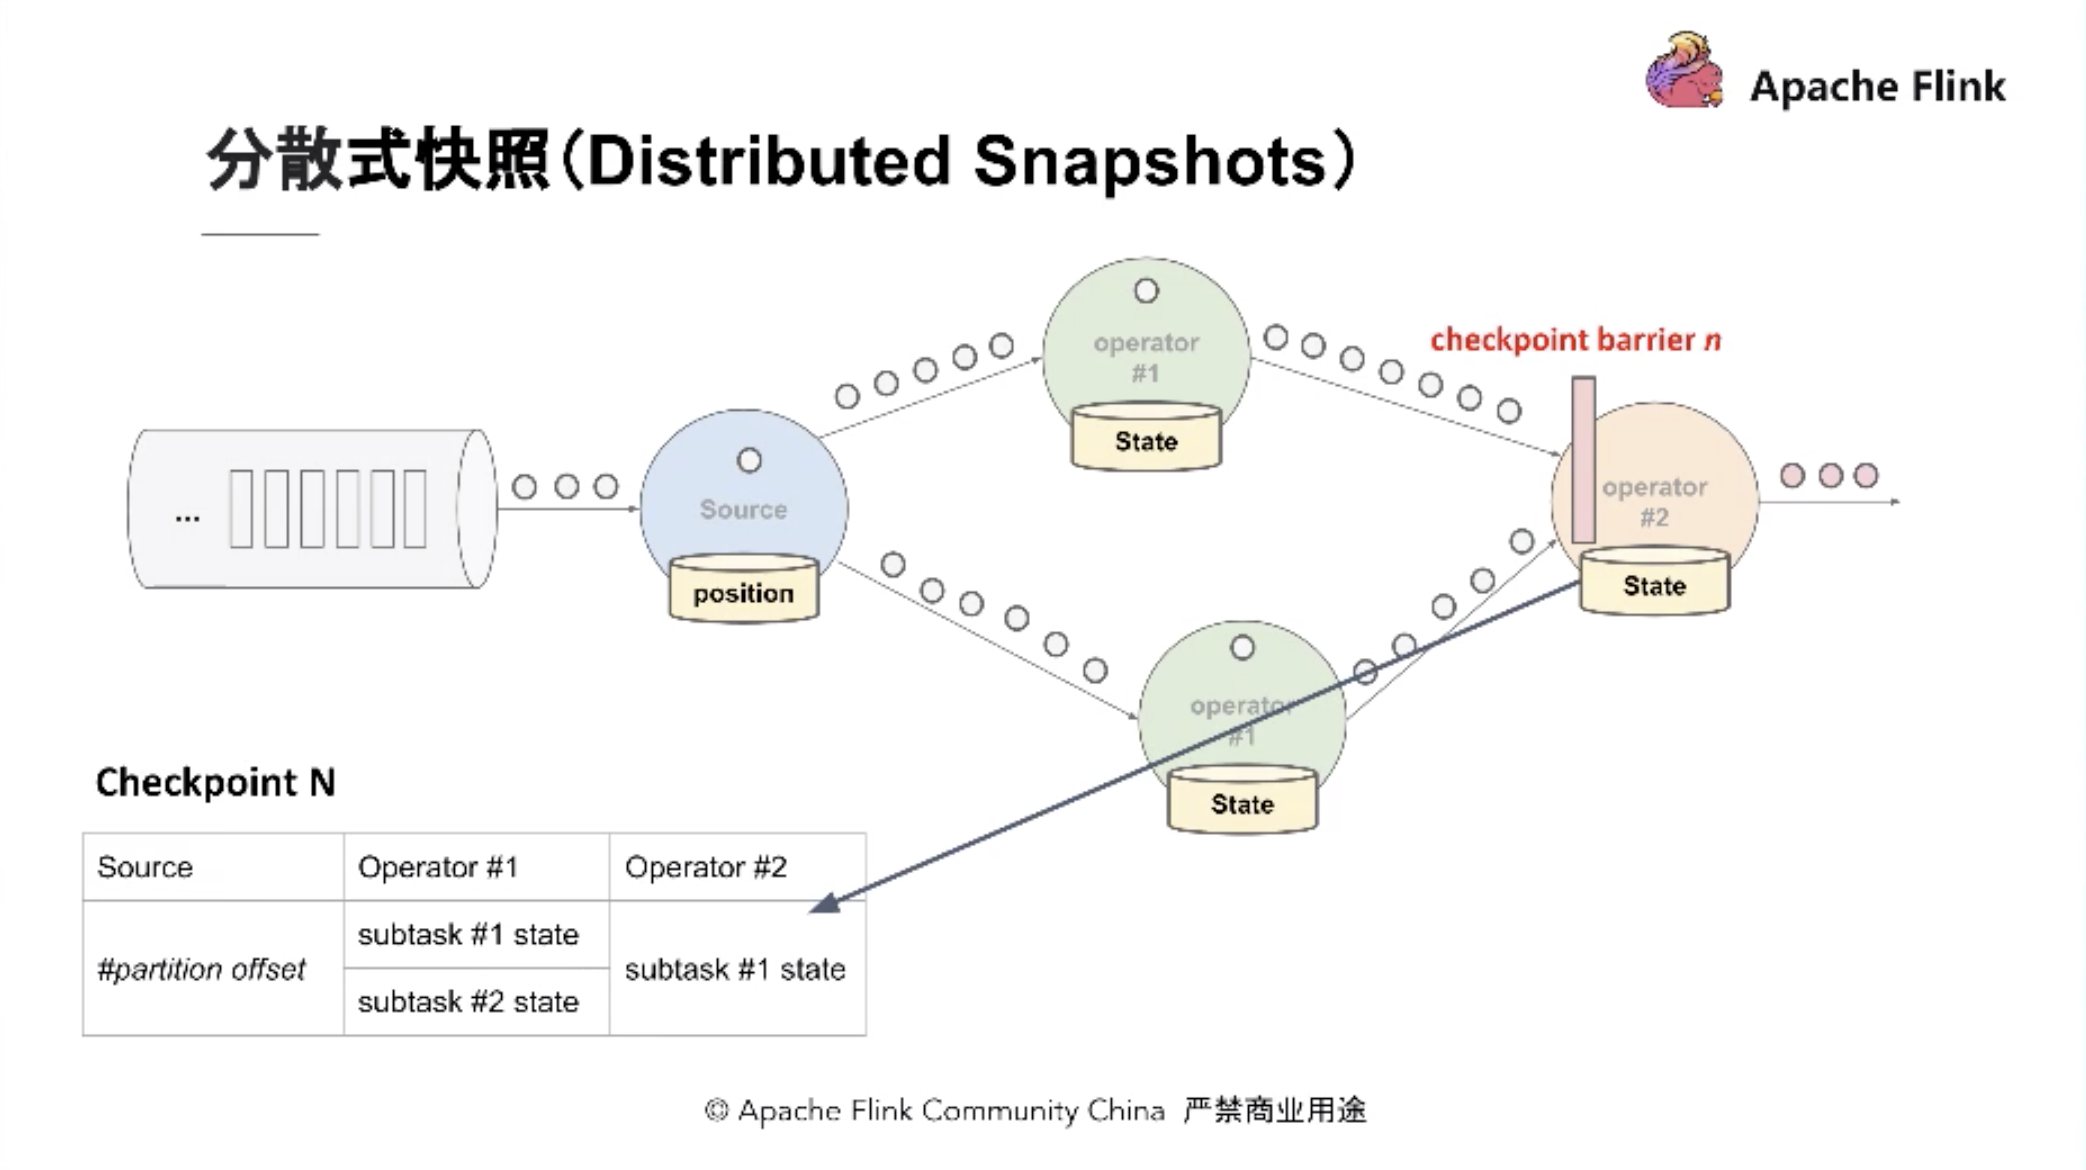 Apache Flink
分散式快照（Distributed Snapshots）
checkpoint barrier n
operator
#1
State
...
Source
position
operator
#2
State
operator
#1
State
Checkpoint N
Source
Operator #1
Operator #2
#partition offset
subtask #1 state
subtask #2 state
subtask #1 state
© Apache Flink Community China 严禁商业用途